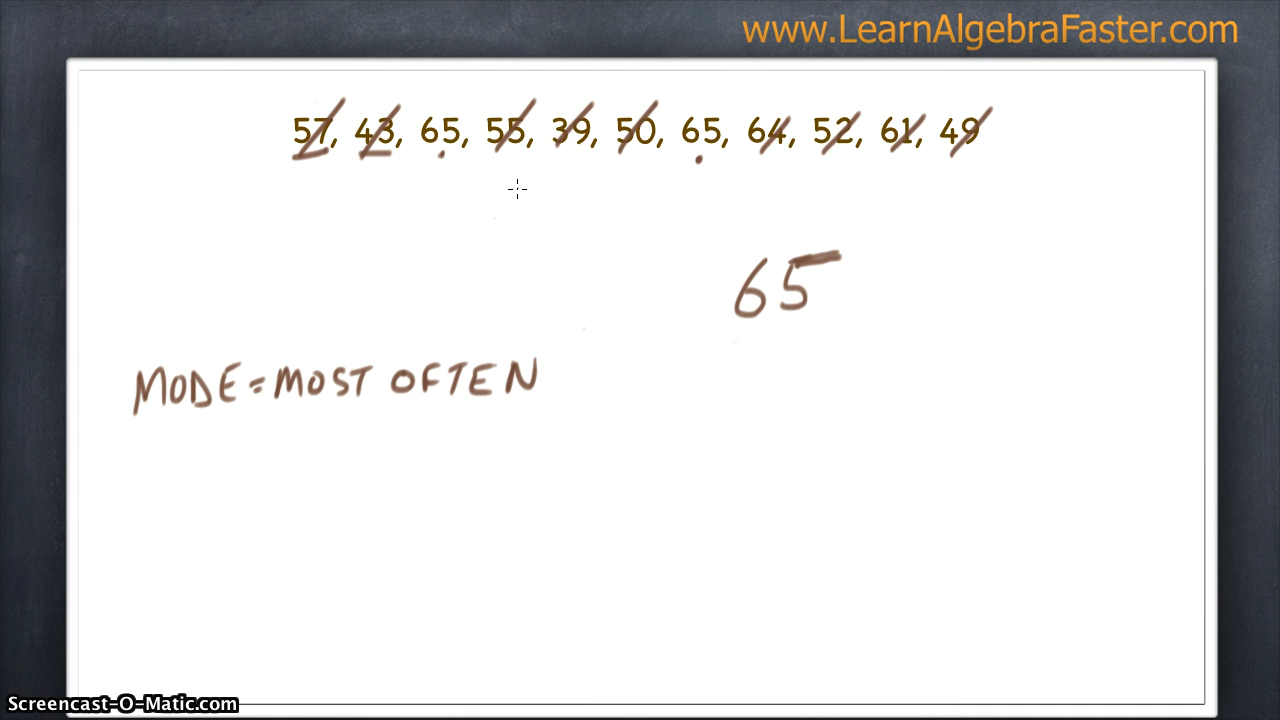 www.LearnAlgebraFaster.com
57, 43, 65, 55, 39, 50, 65, 64, 52, 61, 49
65
MODE=MOST OFTEN
Screencast-O-Matic.com